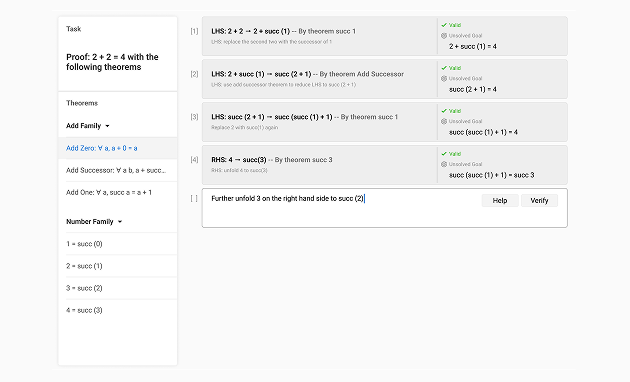 Task
Proof: 2 + 2 = 4 with the
following theorems
Theorems
Add Family
Add Zero: ∀ a, a + 0 = a
Add Successor: ∀ a b, a + succ...
Add One: ∀ a, succ a = a + 1
Number Family
1 = succ (0)
2 = succ (1)
3 = succ (2)
4 = succ (3)
[1] LHS: 2 + 2 → 2 + succ (1) -- By theorem succ 1
LHS: replace the second two with the successor of 1
Valid
Unsolved Goal
2 + succ (1) = 4
[2] LHS: 2 + succ (1) → succ (2 + 1) -- By theorem Add Successor
LHS: use add successor theorem to reduce LHS to succ (2 + 1)
Valid
Unsolved Goal
succ (2 + 1) = 4
[3] LHS: succ (2 + 1) → succ (succ (1) + 1) -- By theorem succ 1
Replace 2 with succ(1) again
Valid
Unsolved Goal
succ (succ (1) + 1) = 4
[4] RHS: 4 → succ(3) -- By theorem succ 3
RHS: unfold 4 to succ(3)
Valid
Unsolved Goal
succ (succ (1) + 1) = succ 3
[ ] Further unfold 3 on the right hand side to succ (2)
Help
Verify